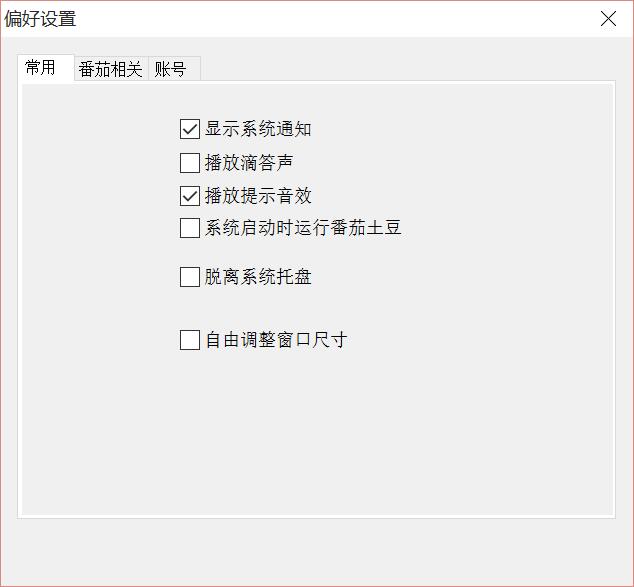 偏好设置
常用 番茄相关 账号
显示系统通知
播放滴答声
播放提示音效
系统启动时运行番茄土豆
脱离系统托盘
自由调整窗口尺寸